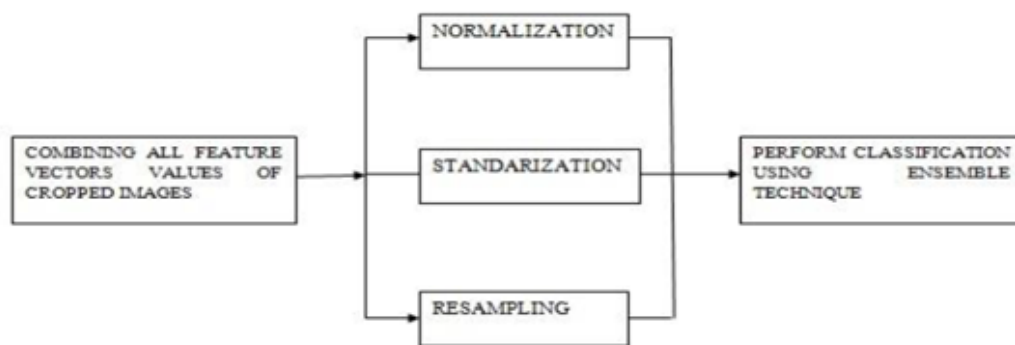 NORMALIZATION
COMBINING ALL FEATURE
VECTORS VALUES OF
CROPPED IMAGES
STANDARIZATION
PERFORM CLASSIFICATION
USING ENSEMBLE
TECHNIQUE
RESAMPLING